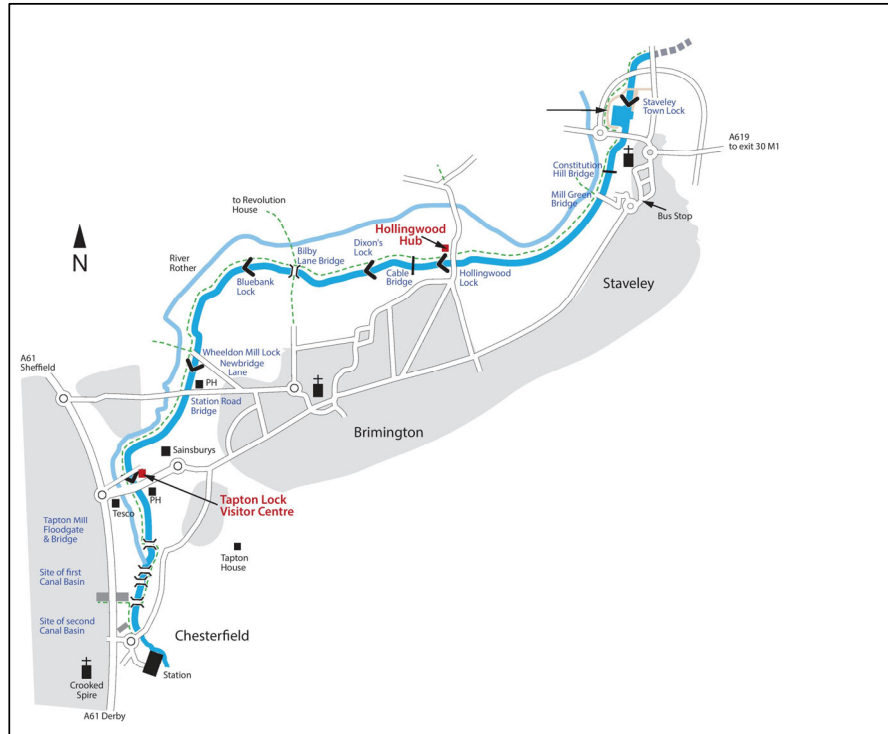 Staveley
Town Lock
A619
to exit 30 M1
Constitution
Hill Bridge
Mill Green
Bridge
Bus Stop
to Revolution
House
Hollingwood
Hub
Dixon's
Lock
Bilby
Lane Bridge
N
River
Rother
Bluebank
Lock
Cable
Bridge
Hollingwood
Lock
Staveley
A61
Sheffield
Wheeldon Mill Lock
Newbridge
Lane
PH
Station Road
Bridge
Brimington
Sainsburys
Tapton Lock
Visitor Centre
PH
Tesco
Tapton Mill
Floodgate
& Bridge
Tapton
House
Site of first
Canal Basin
Site of second
Canal Basin
Chesterfield
Station
Crooked
Spire
A61 Derby